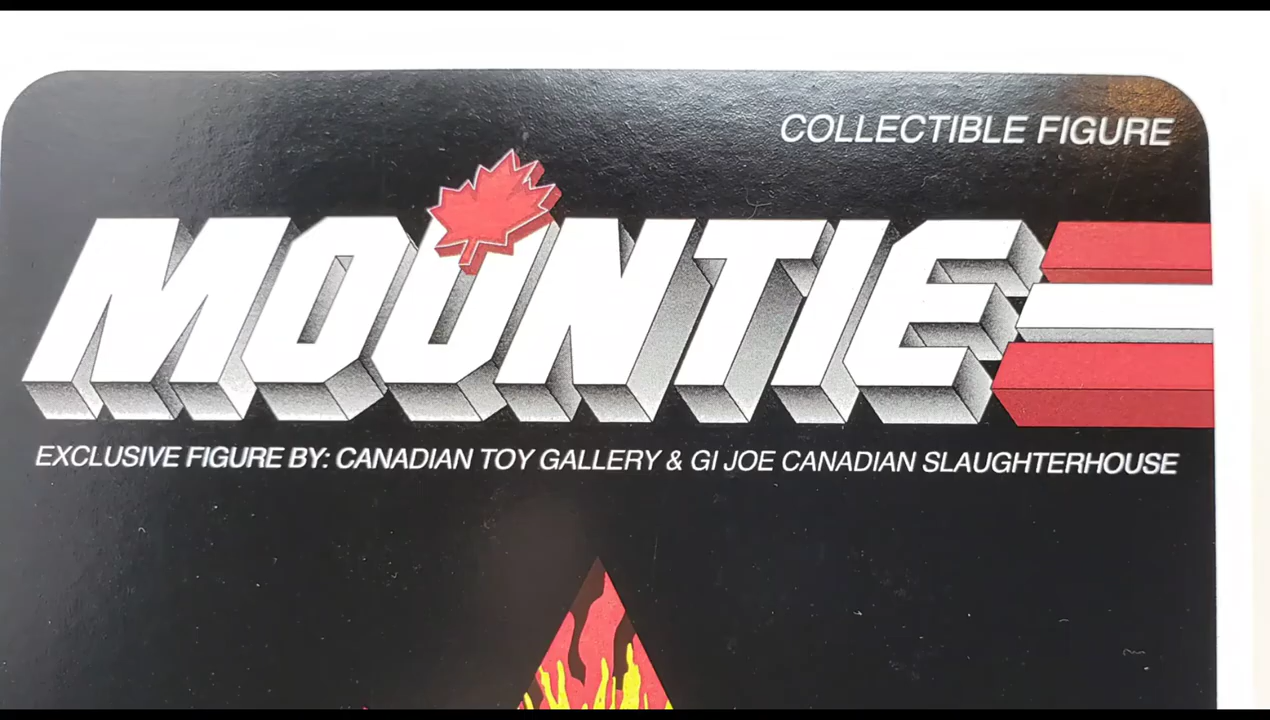 COLLECTIBLE FIGURE
MOUNTIE
EXCLUSIVE FIGURE BY: CANADIAN TOY GALLERY & GI JOE CANADIAN SLAUGHTERHOUSE